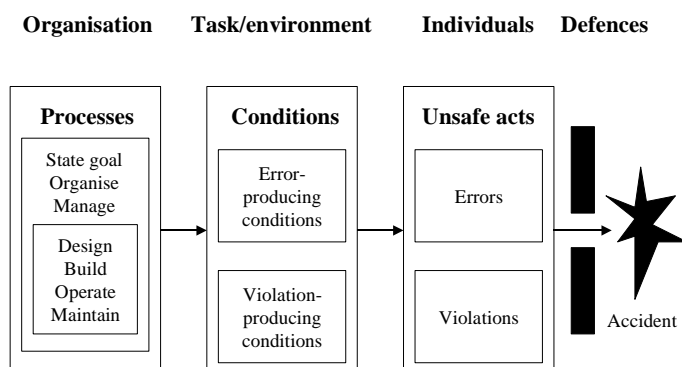 Organisation
Task/environment
Individuals
Defences
Processes
State goal
Organise
Manage
Design
Build
Operate
Maintain
Conditions
Error-
producing
conditions
Violation-
producing
conditions
Unsafe acts
Errors
Violations
Accident